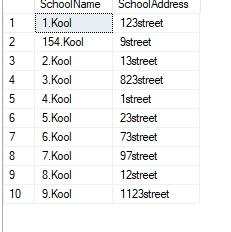 SchoolName SchoolAddress
1 1.Kool 123street
2 154.Kool 9street
3 2.Kool 13street
4 3.Kool 823street
5 4.Kool 1street
6 5.Kool 23street
7 6.Kool 73street
8 7.Kool 97street
9 8.Kool 12street
10 9.Kool 1123street